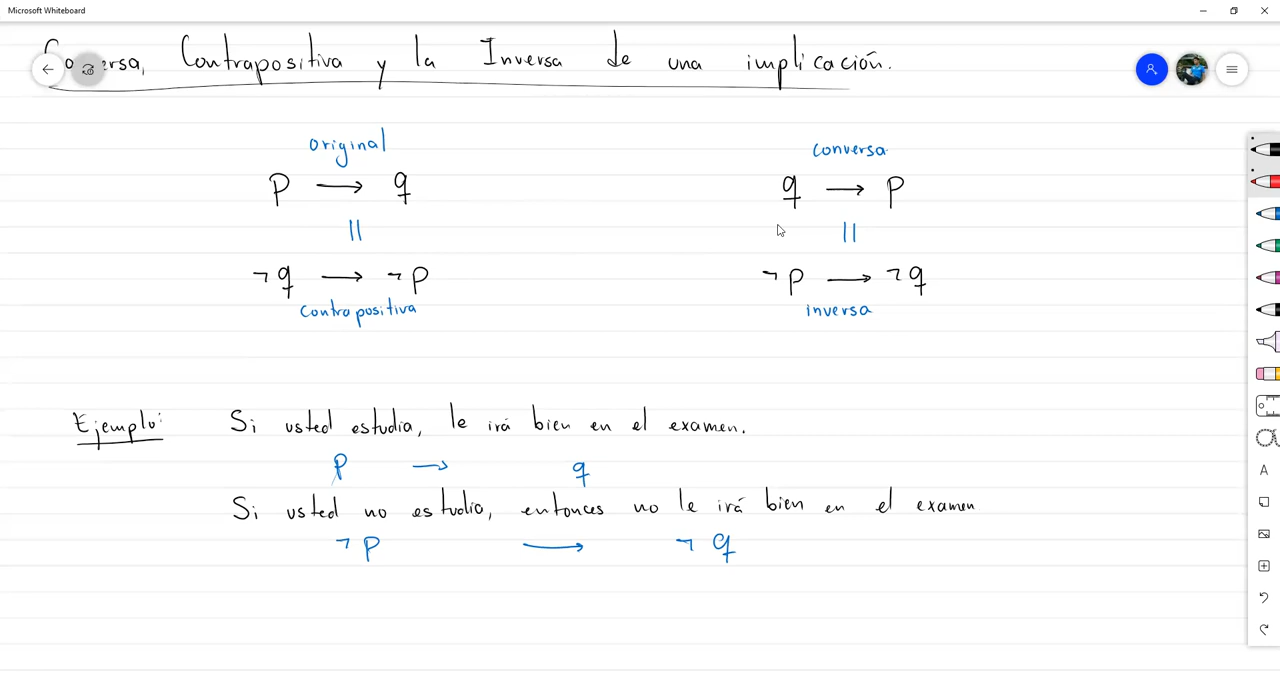 Microsoft Whiteboard
Contrapositiva y la Inversa de una implicación.
original
p → q
||
¬q → ¬p
contrapositiva
conversa
q → p
||
¬p → ¬q
inversa
Ejemplo: Si usted estudia, le irá bien en el examen.
p → q
Si usted no estudia, entonces no le irá bien en el examen
¬p → ¬q
A